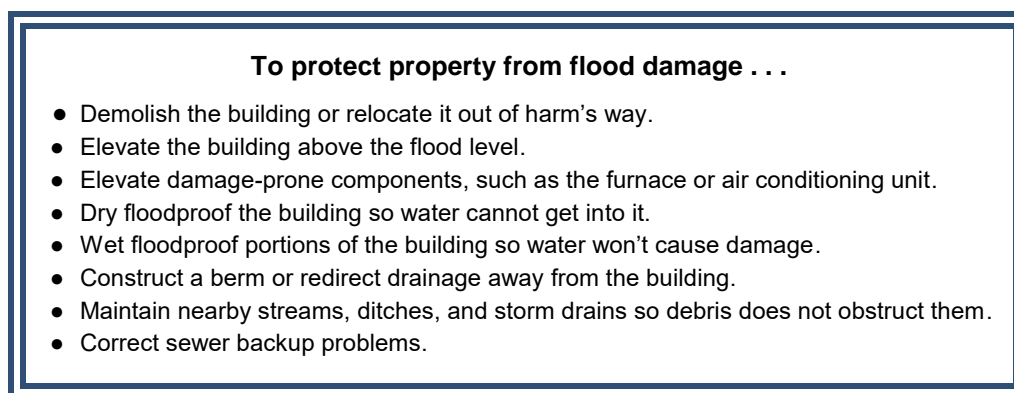 To protect property from flood damage . . .
● Demolish the building or relocate it out of harm’s way.
● Elevate the building above the flood level.
● Elevate damage-prone components, such as the furnace or air conditioning unit.
● Dry floodproof the building so water cannot get into it.
● Wet floodproof portions of the building so water won’t cause damage.
● Construct a berm or redirect drainage away from the building.
● Maintain nearby streams, ditches, and storm drains so debris does not obstruct them.
● Correct sewer backup problems.